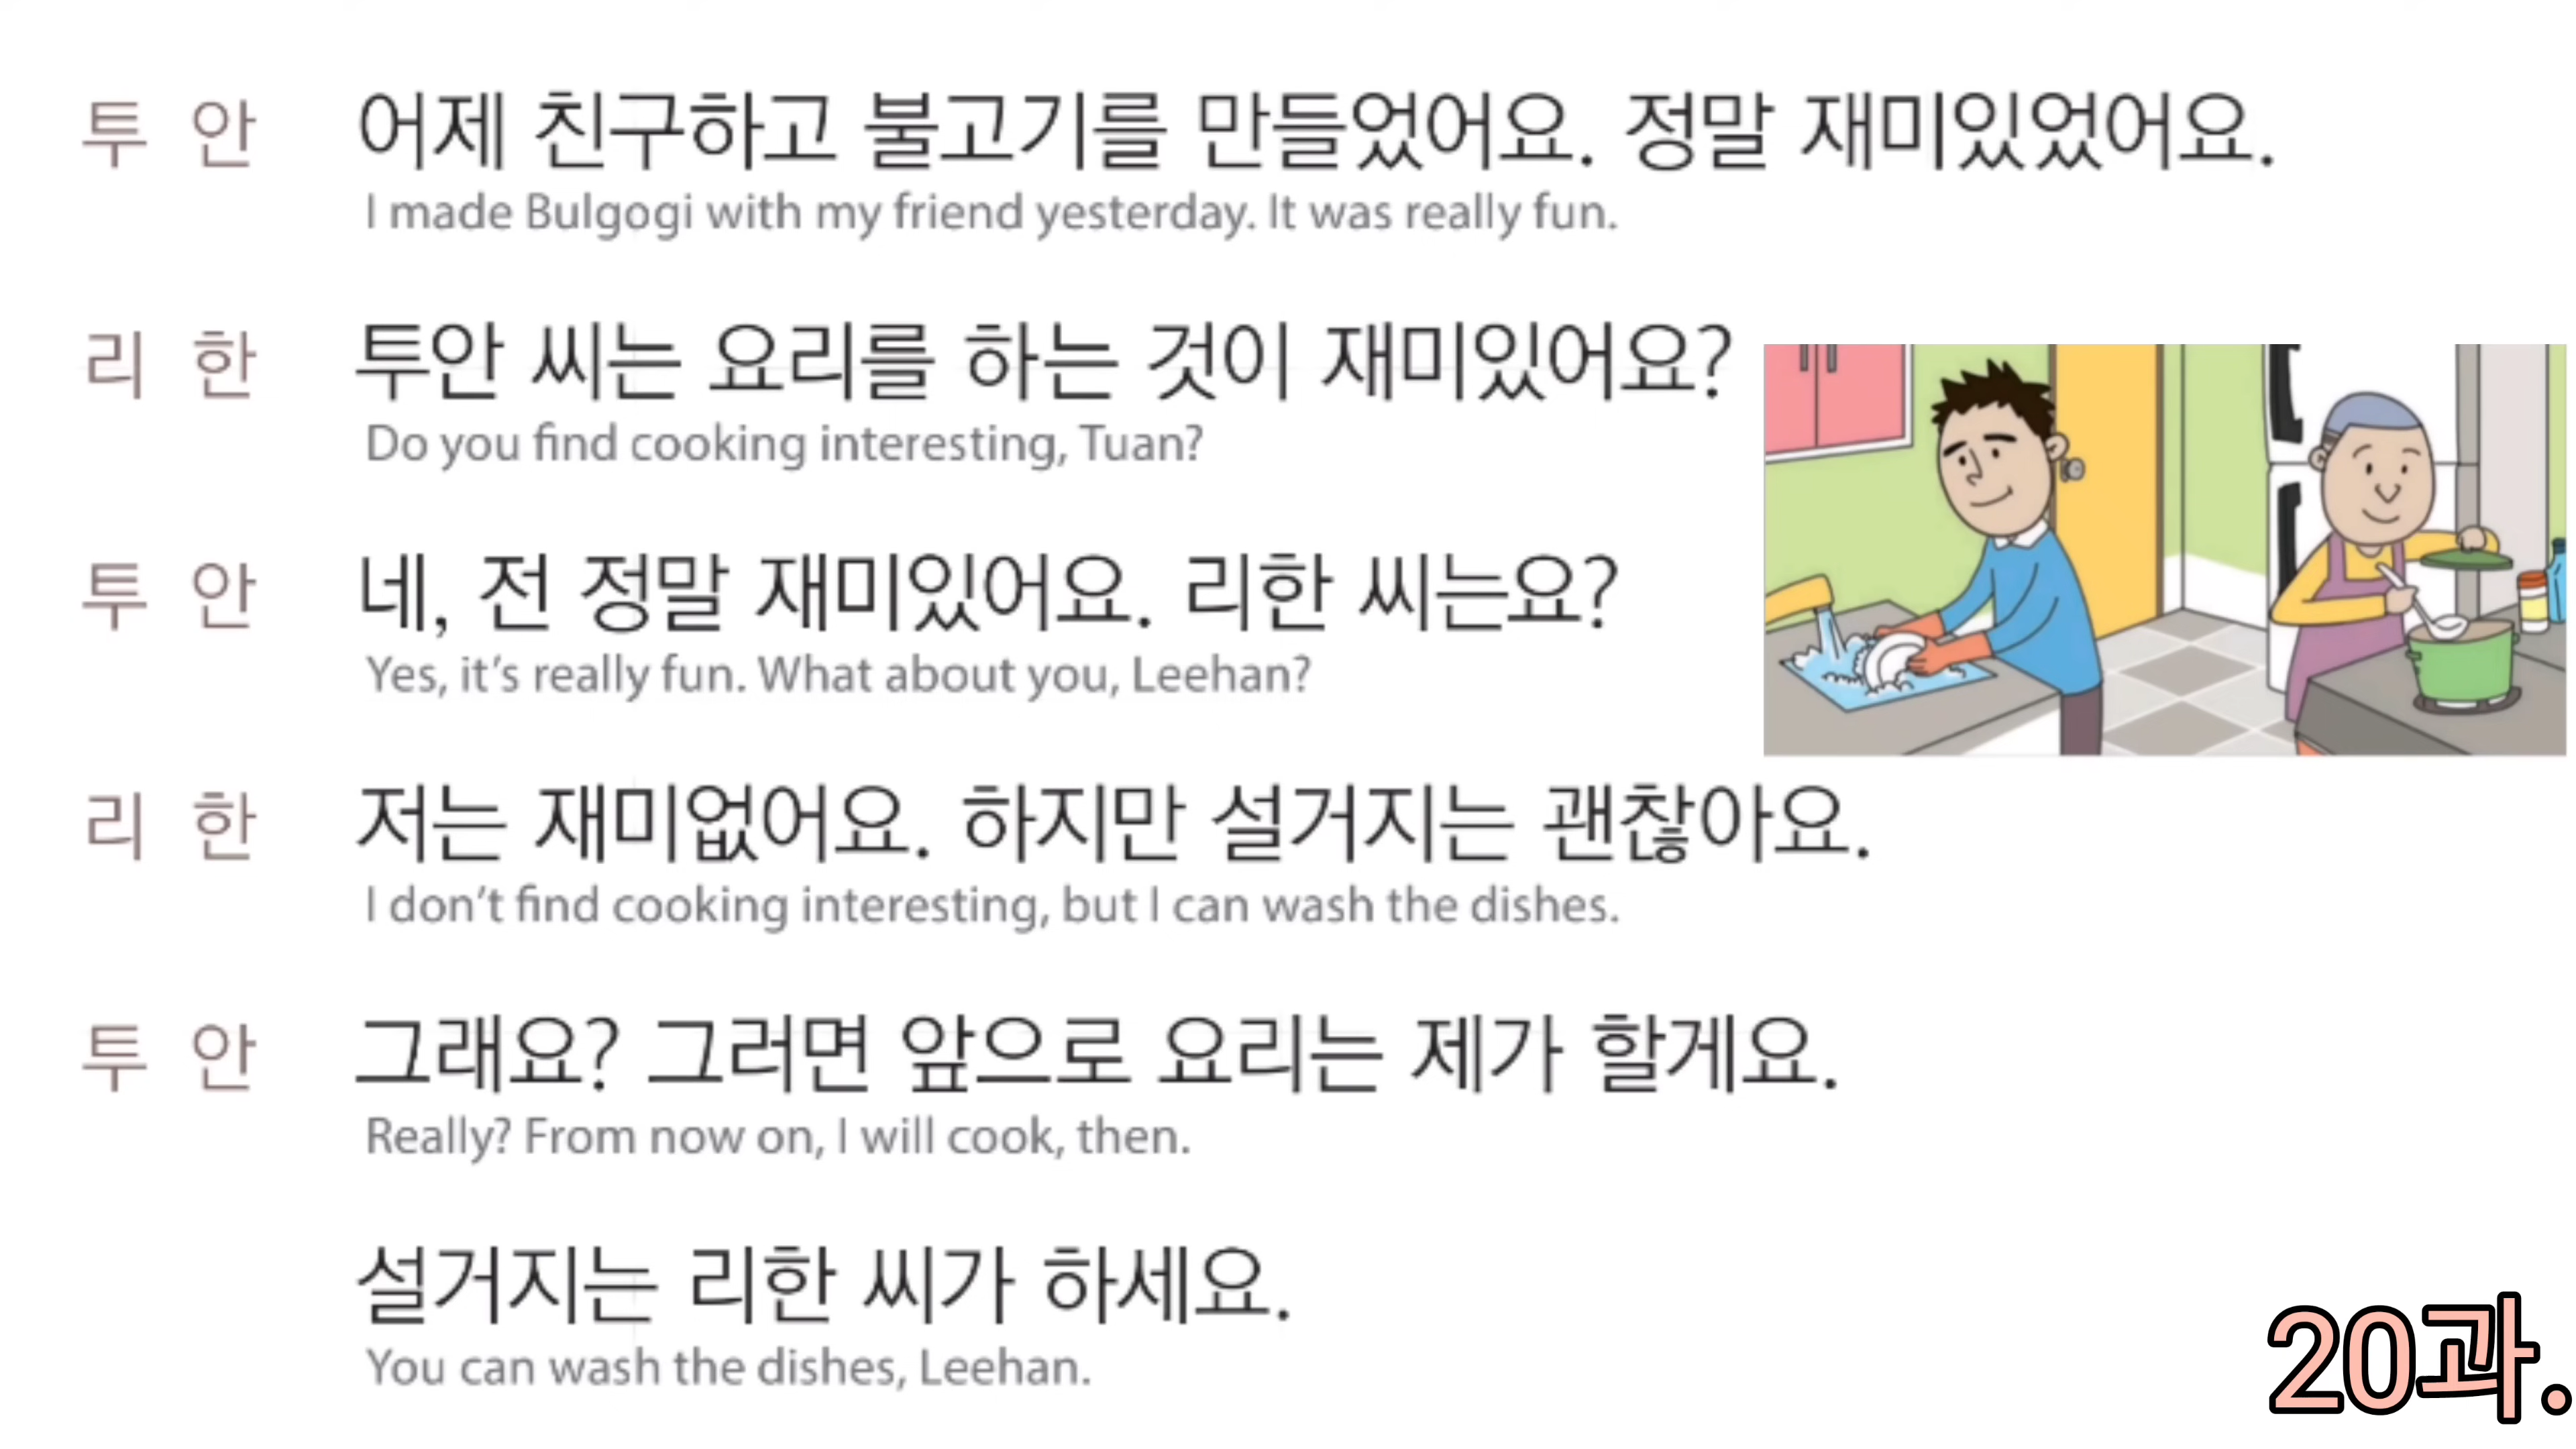 투 안 어제 친구하고 불고기를 만들었어요. 정말 재미있었어요.
I made Bulgogi with my friend yesterday. It was really fun.
리 한 투안 씨는 요리를 하는 것이 재미있어요?
Do you find cooking interesting, Tuan?
투 안 네, 전 정말 재미있어요. 리한 씨는요?
Yes, it’s really fun. What about you, Leehan?
리 한 저는 재미없어요. 하지만 설거지는 괜찮아요.
I don’t find cooking interesting, but I can wash the dishes.
투 안 그래요? 그러면 앞으로 요리는 제가 할게요.
Really? From now on, I will cook, then.
설거지는 리한 씨가 하세요.
You can wash the dishes, Leehan.
20과.